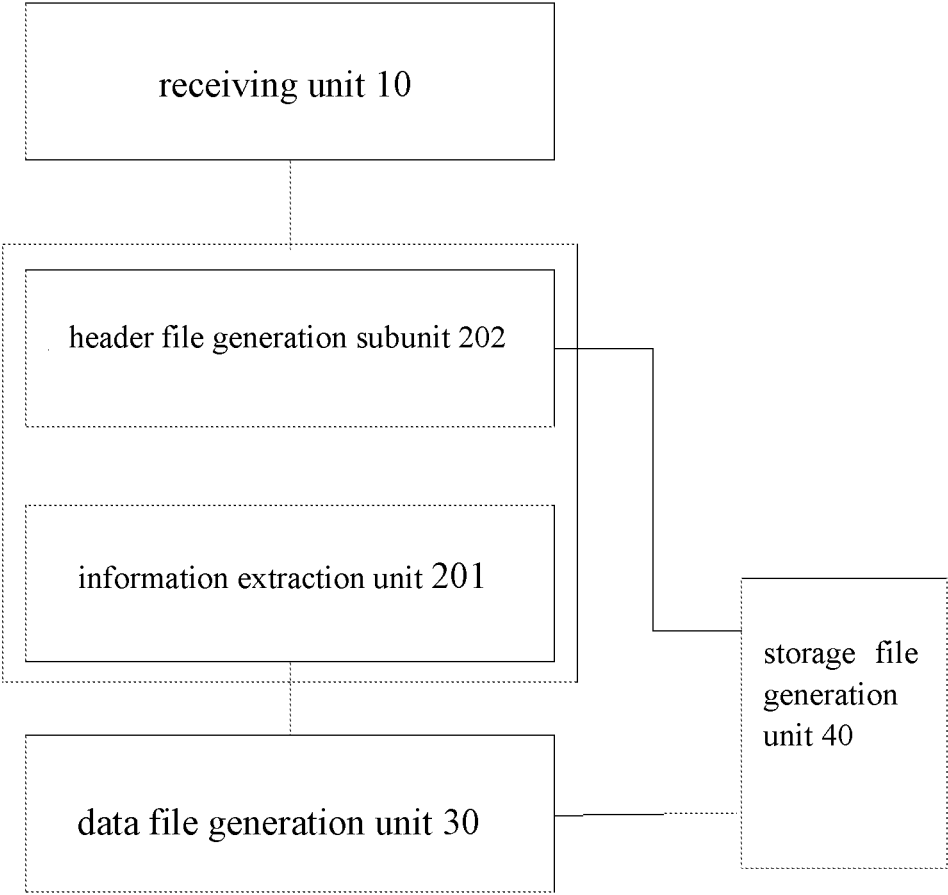 receiving unit 10
header file generation subunit 202
information extraction unit 201
storage file
generation
unit 40
data file generation unit 30